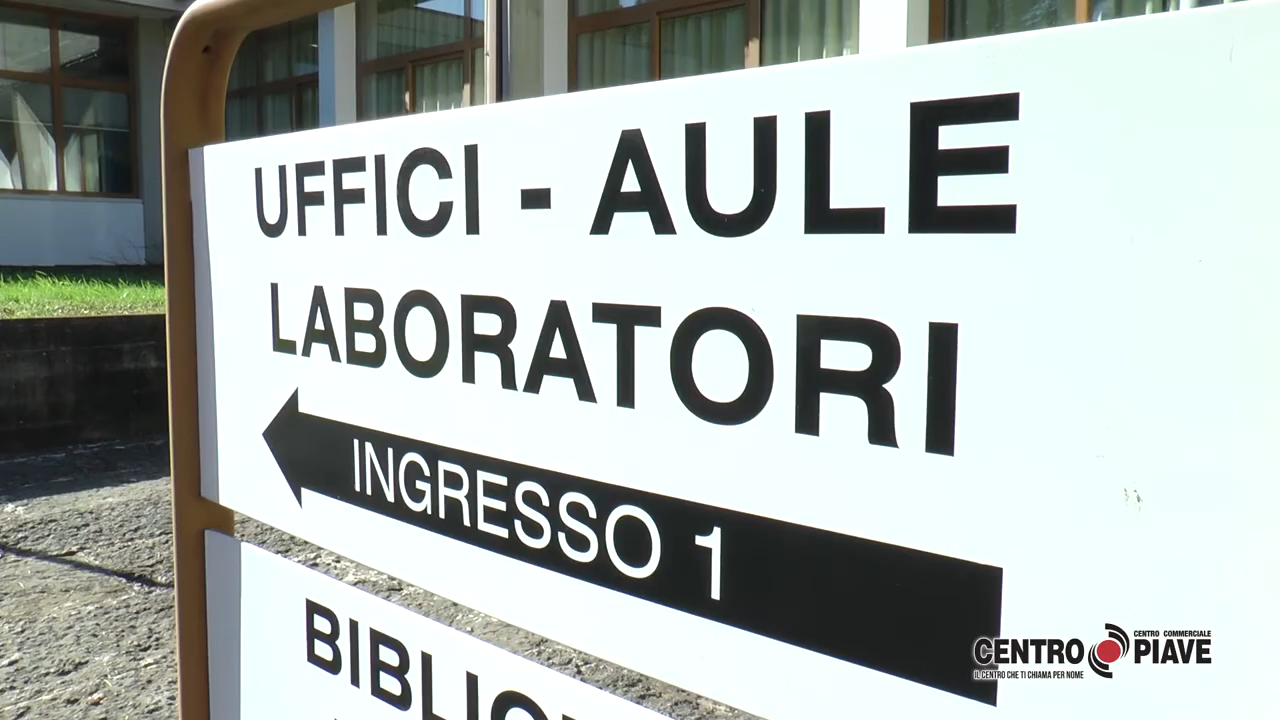 UFFICI - AULE
LABORATORI
INGRESSO 1
CENTRO PIAVE
CENTRO COMMERCIALE
IL CENTRO CHE TI CHIAMA PER NOME